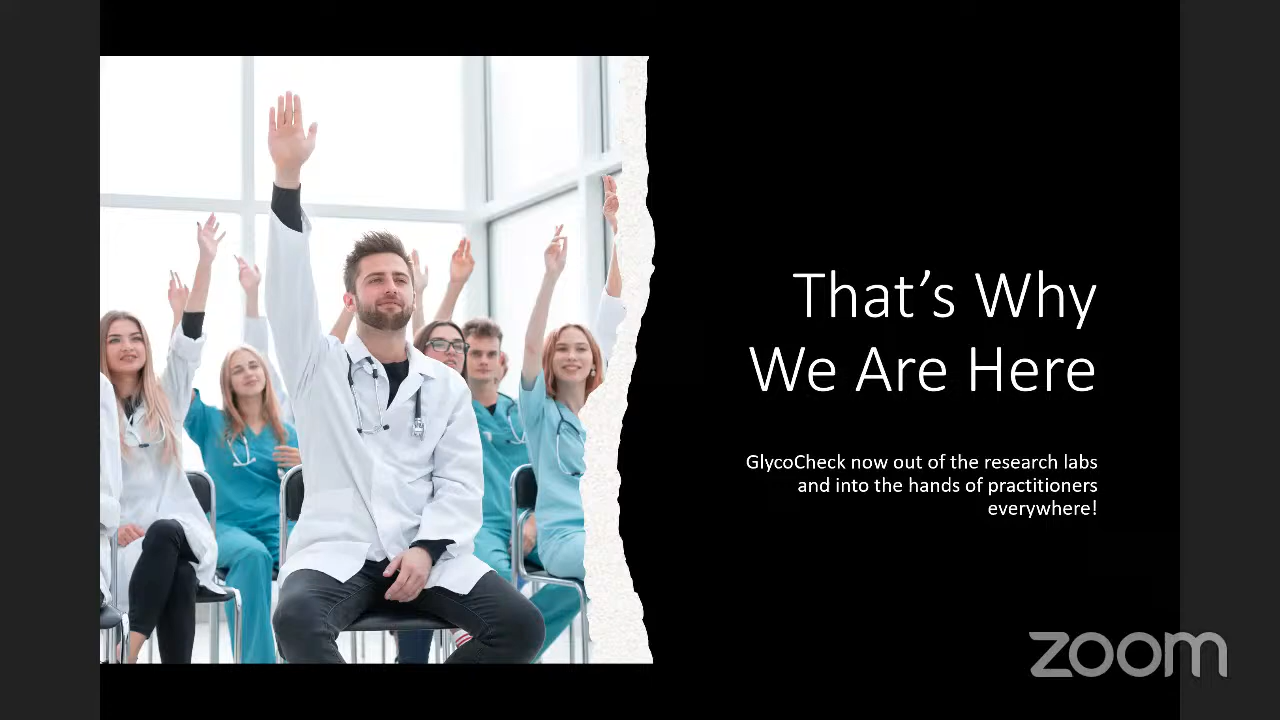 That’s Why
We Are Here
GlycoCheck now out of the research labs
and into the hands of practitioners
everywhere!
zoom